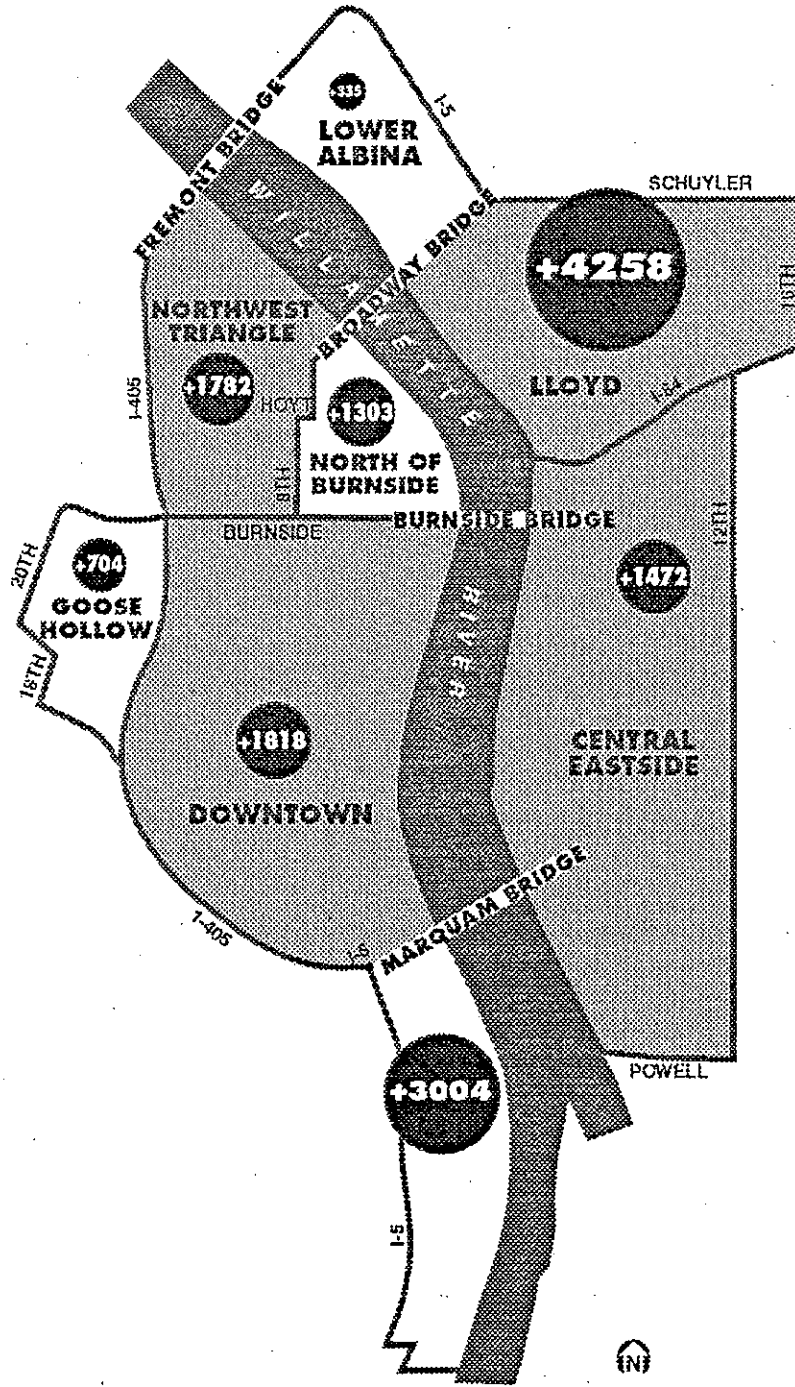 +335
LOWER
ALBINA
I-5
FREMONT BRIDGE
SCHUYLER
WILLAMETTE
BROADWAY BRIDGE
+4258
16TH
NORTHWEST
TRIANGLE
LLOYD
I-84
+1782
I-405
HOYT
+1303
8TH
NORTH OF
BURNSIDE
BURNSIDE BRIDGE
BURNSIDE
12TH
20TH
+704
GOOSE
HOLLOW
+1472
18TH
RIVER
+1618
DOWNTOWN
CENTRAL
EASTSIDE
MARQUAM BRIDGE
I-405
I-5
POWELL
+3004
I-5
N